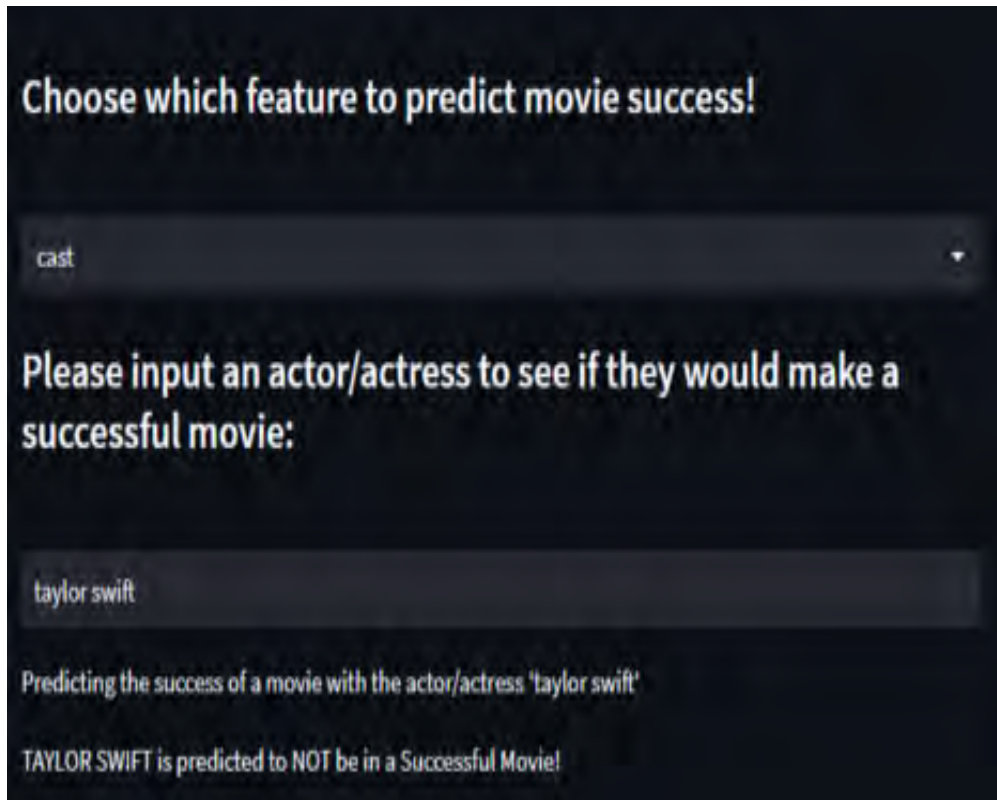 Choose which feature to predict movie success!
cast
Please input an actor/actress to see if they would make a
successful movie:
taylor swift
Predicting the success of a movie with the actor/actress 'taylor swift'
TAYLOR SWIFT is predicted to NOT be in a Successful Movie!